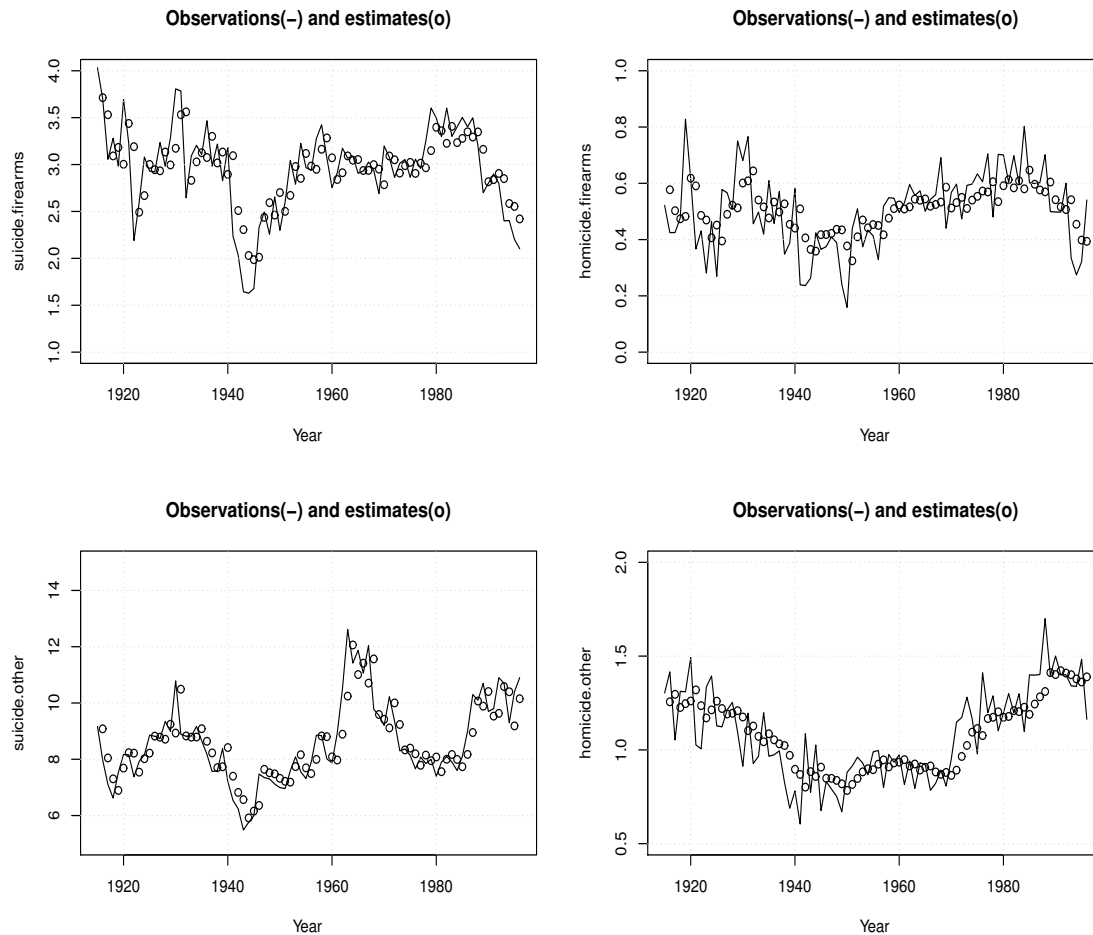 Observations(−) and estimates(o)
suicide.firearms
4.0
3.5
3.0
2.5
2.0
1.5
1.0
1920 1940 1960 1980
Year
Observations(−) and estimates(o)
homicide.firearms
1.0
0.8
0.6
0.4
0.2
0.0
1920 1940 1960 1980
Year
Observations(−) and estimates(o)
suicide.other
14
12
10
8
6
1920 1940 1960 1980
Year
Observations(−) and estimates(o)
homicide.other
2.0
1.5
1.0
0.5
1920 1940 1960 1980
Year